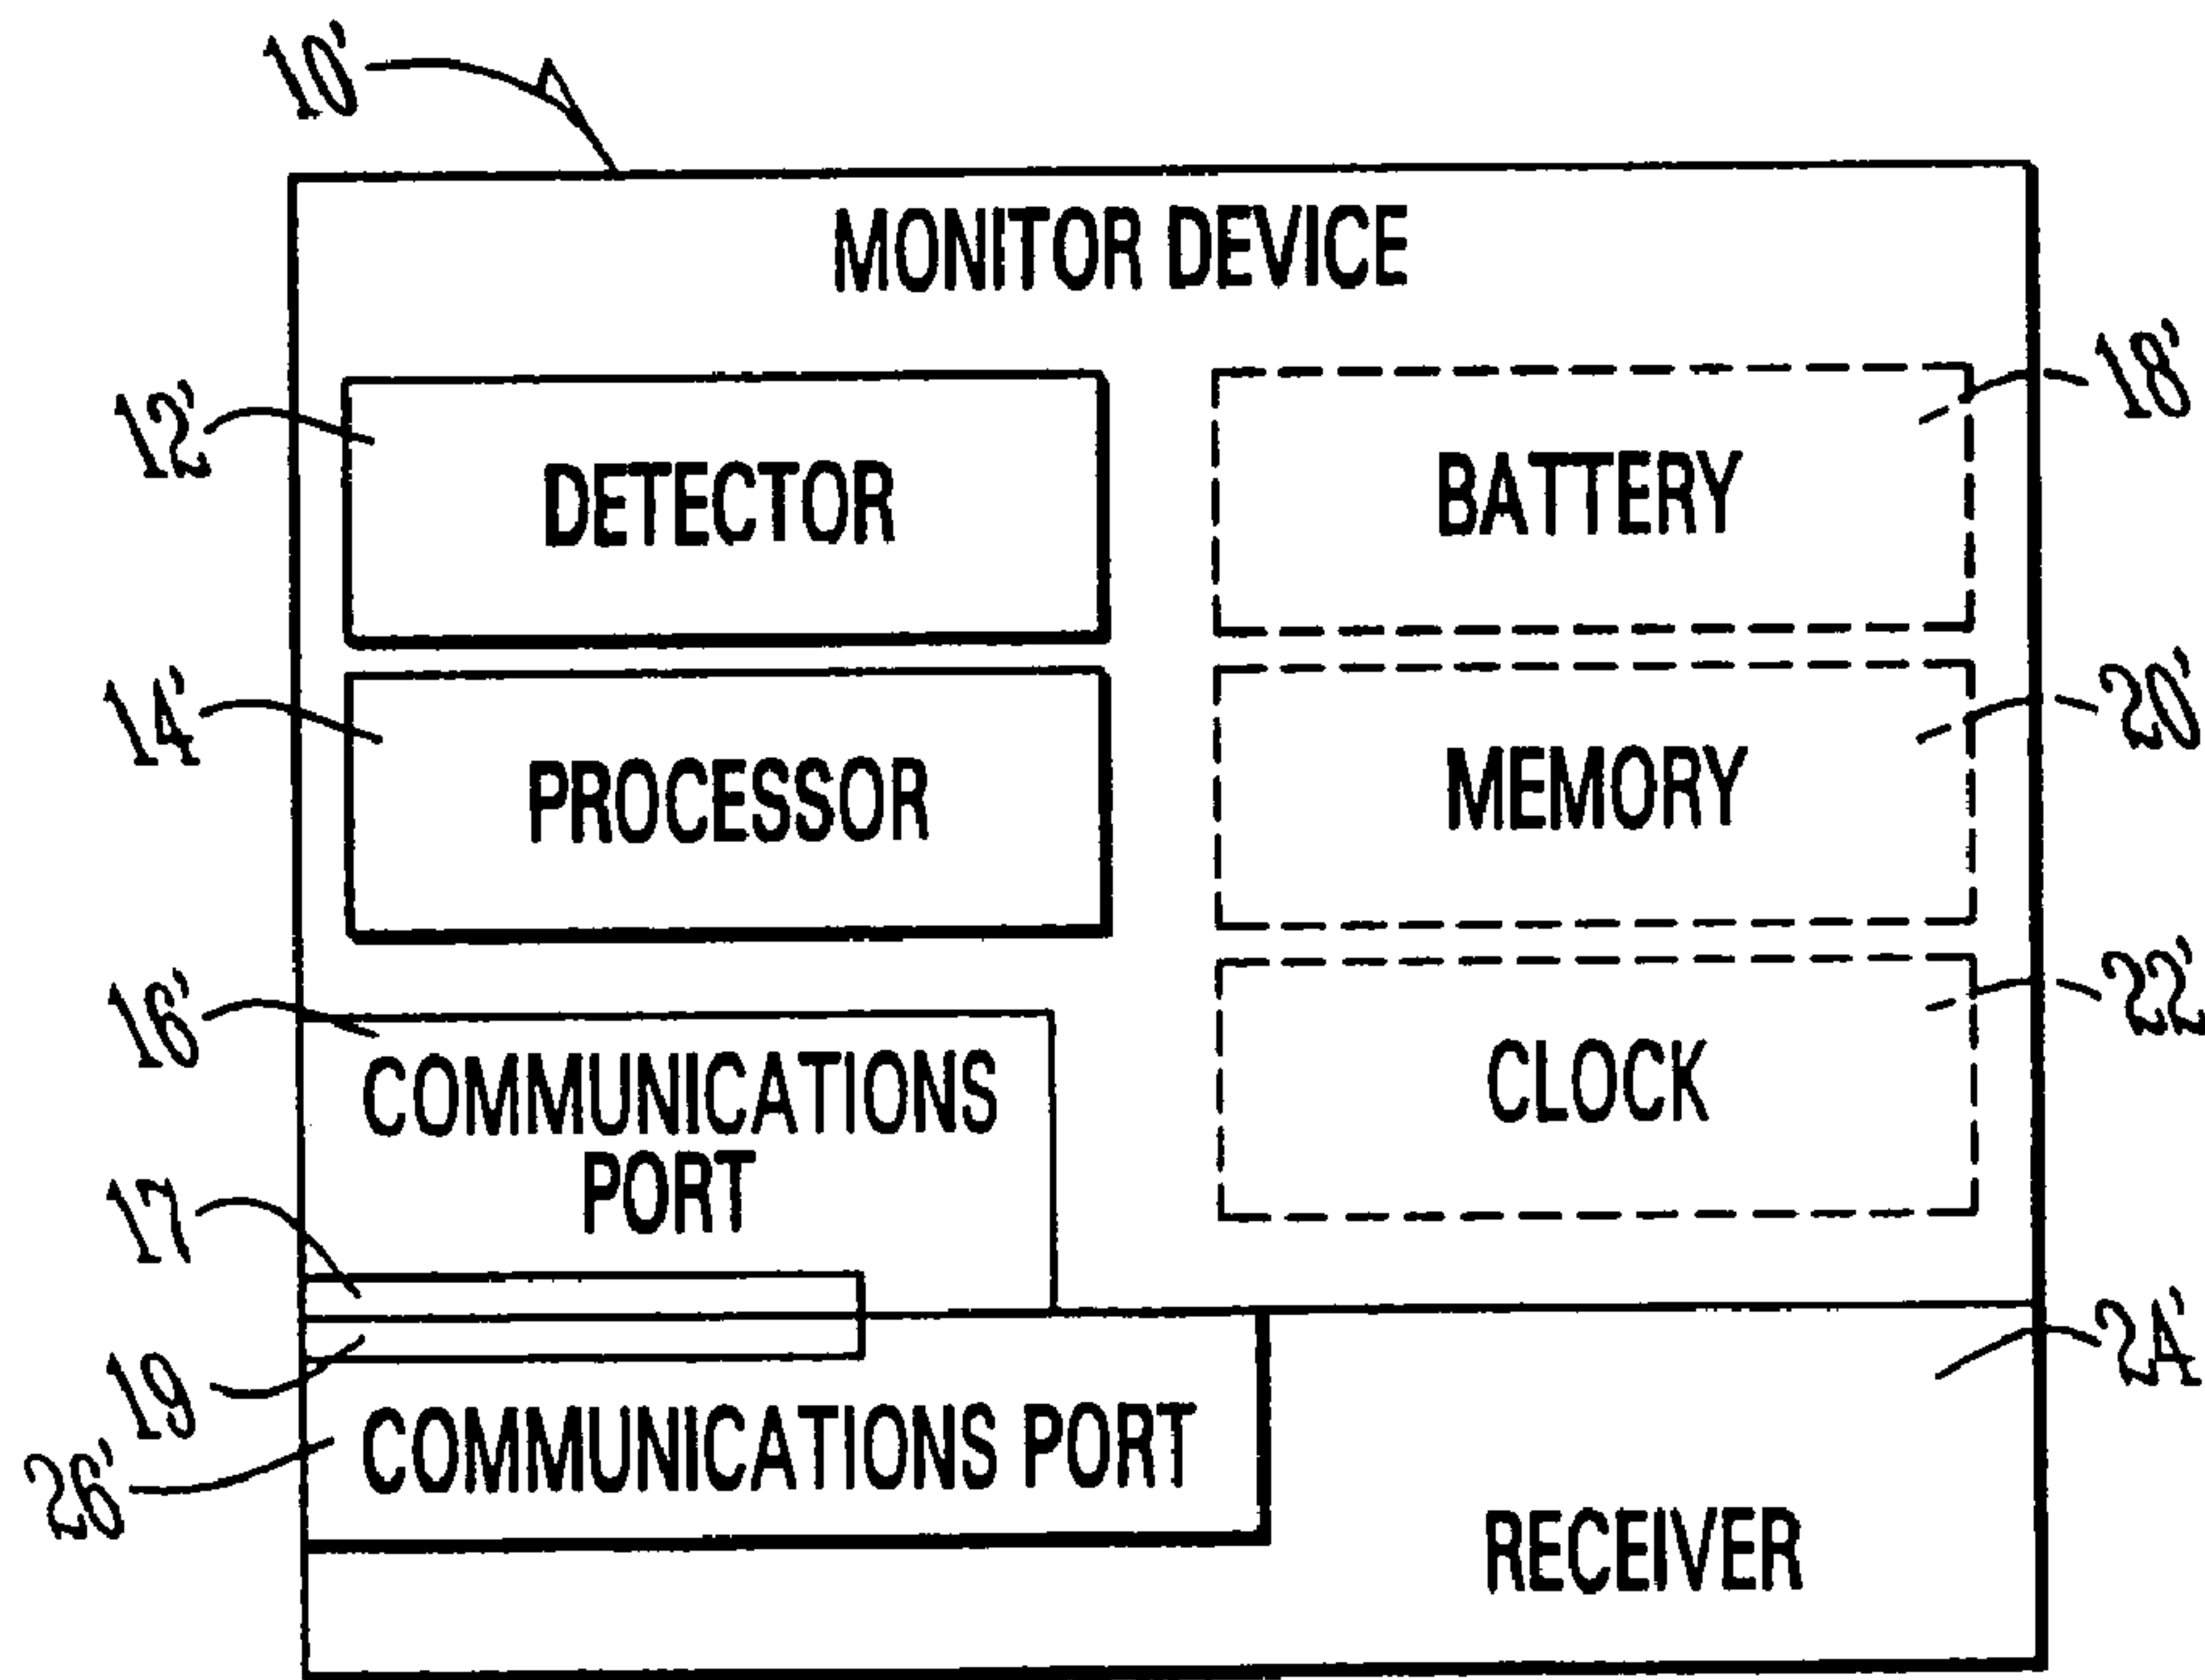 10'
MONITOR DEVICE
12'
DETECTOR
BATTERY
18'
14'
PROCESSOR
MEMORY
20'
16'
COMMUNICATIONS
PORT
CLOCK
22'
17
19
26'
COMMUNICATIONS PORT
24'
RECEIVER